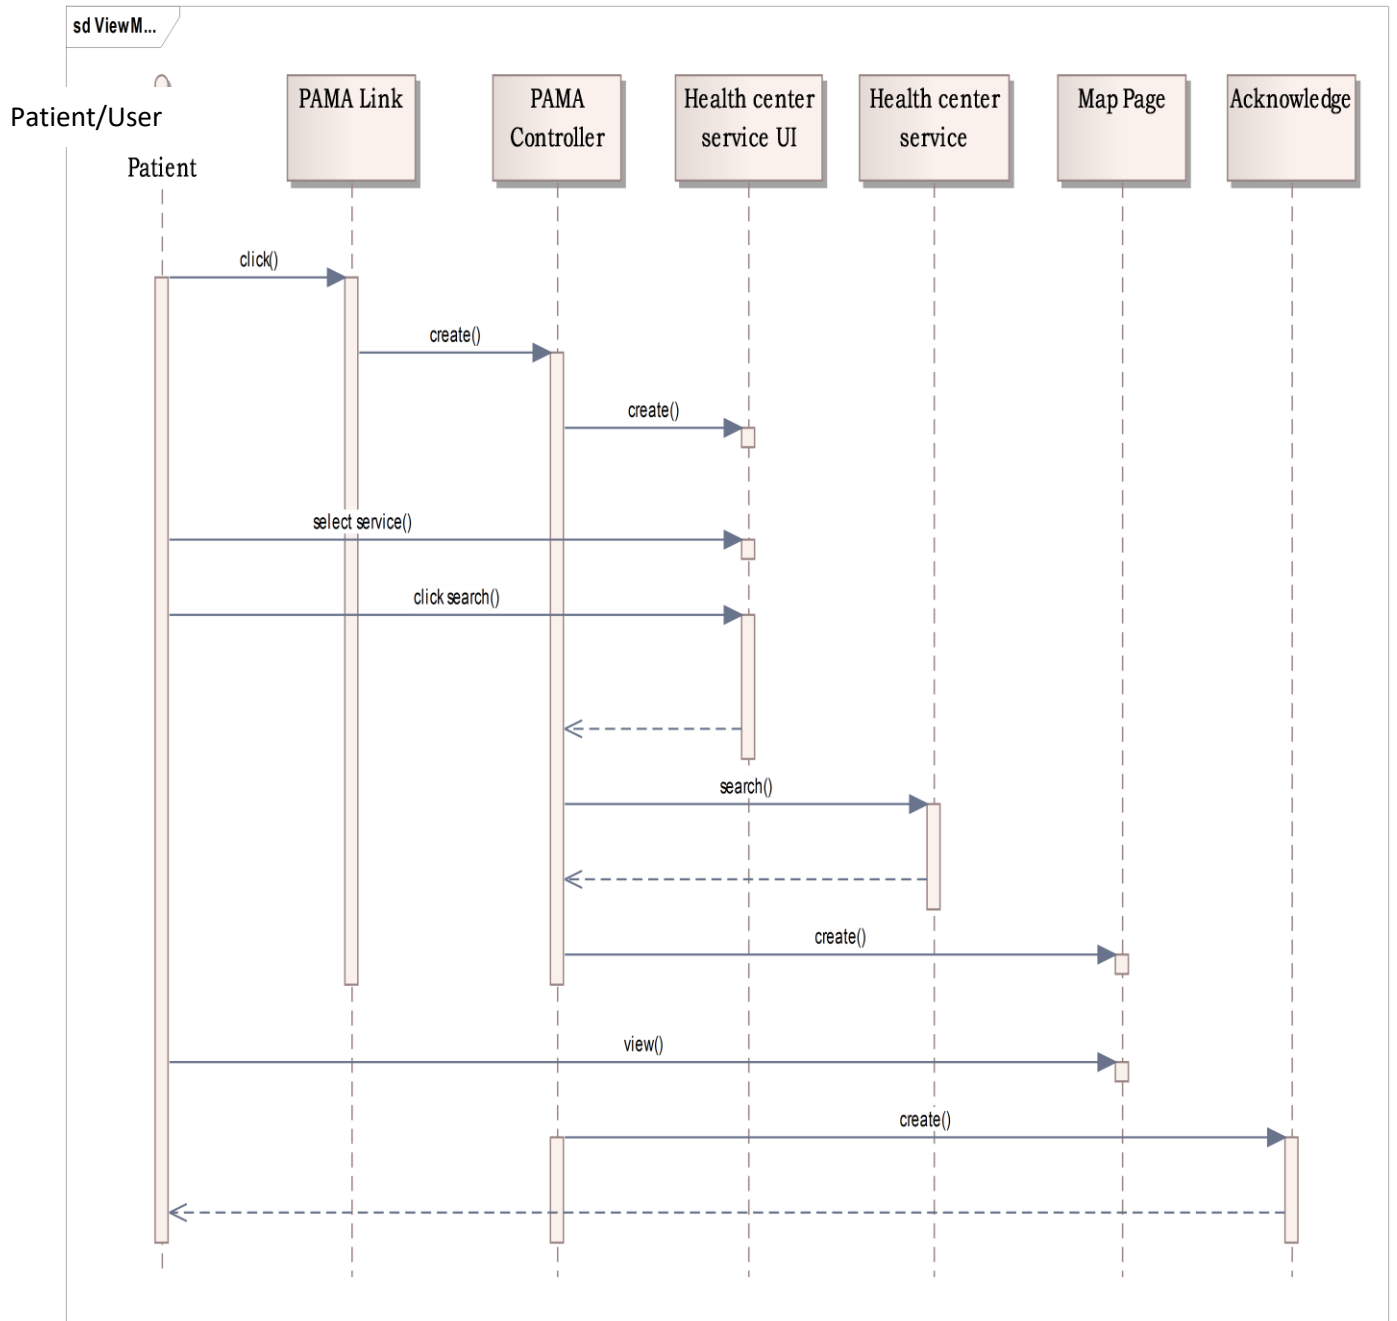 sd ViewM...
Patient/User
Patient
PAMA Link
PAMA
Controller
Health center
service UI
Health center
service
Map Page
Acknowledge
click()
create()
create()
select service()
click search()
search()
create()
view()
create()